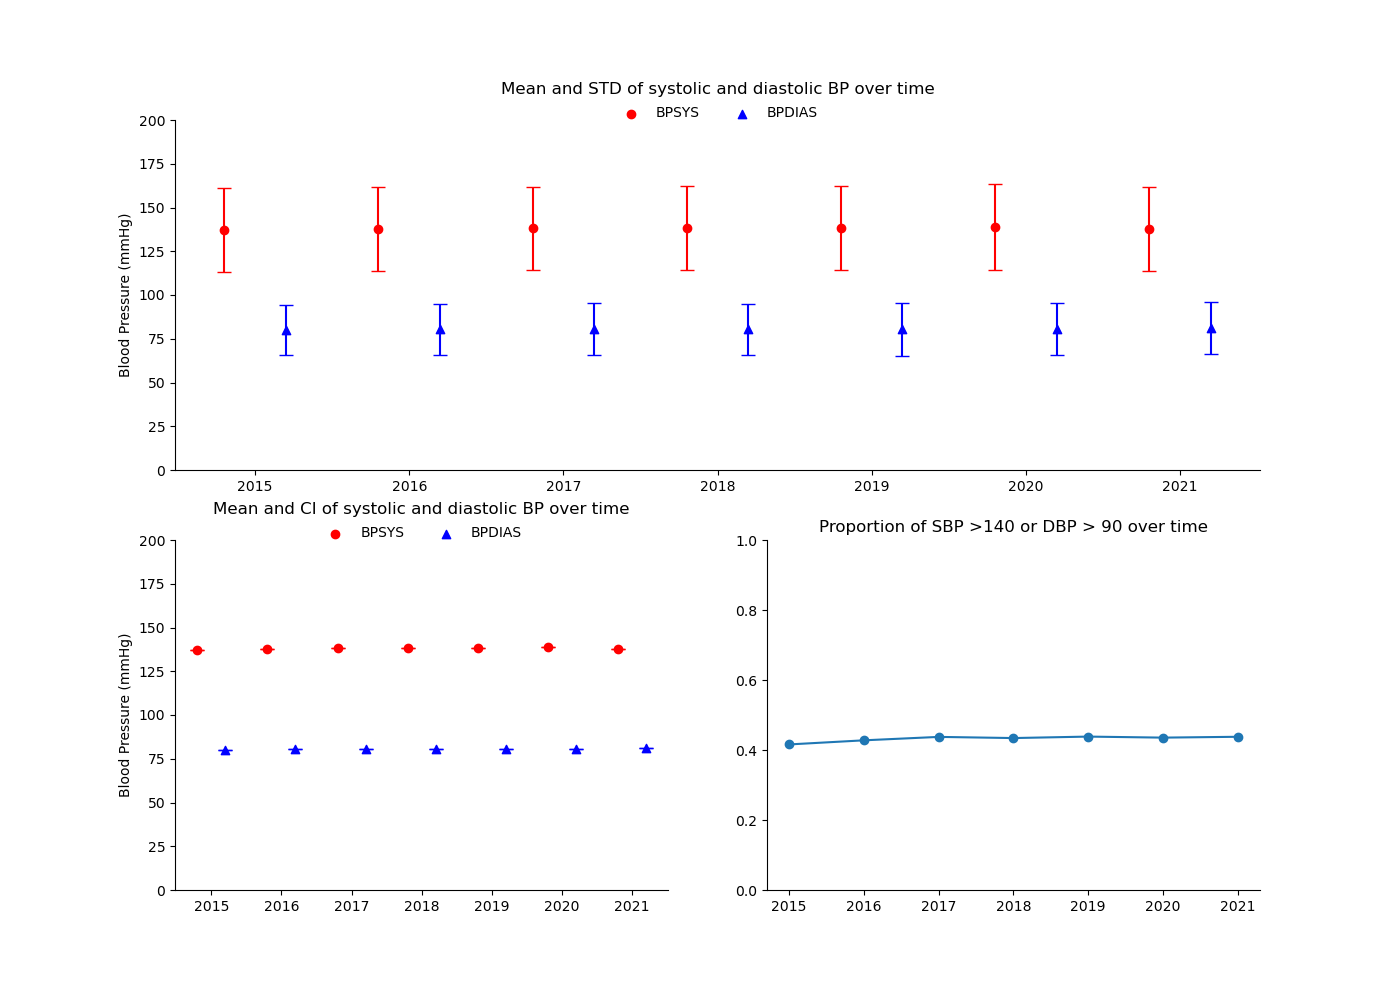 Mean and STD of systolic and diastolic BP over time
BPSYS BPDIAS
200
175
150
125
100
75
50
25
0
Blood Pressure (mmHg)
2015 2016 2017 2018 2019 2020 2021
Mean and CI of systolic and diastolic BP over time
BPSYS BPDIAS
200
175
150
125
100
75
50
25
0
Blood Pressure (mmHg)
2015 2016 2017 2018 2019 2020 2021
Proportion of SBP >140 or DBP > 90 over time
1.0
0.8
0.6
0.4
0.2
0.0
2015 2016 2017 2018 2019 2020 2021